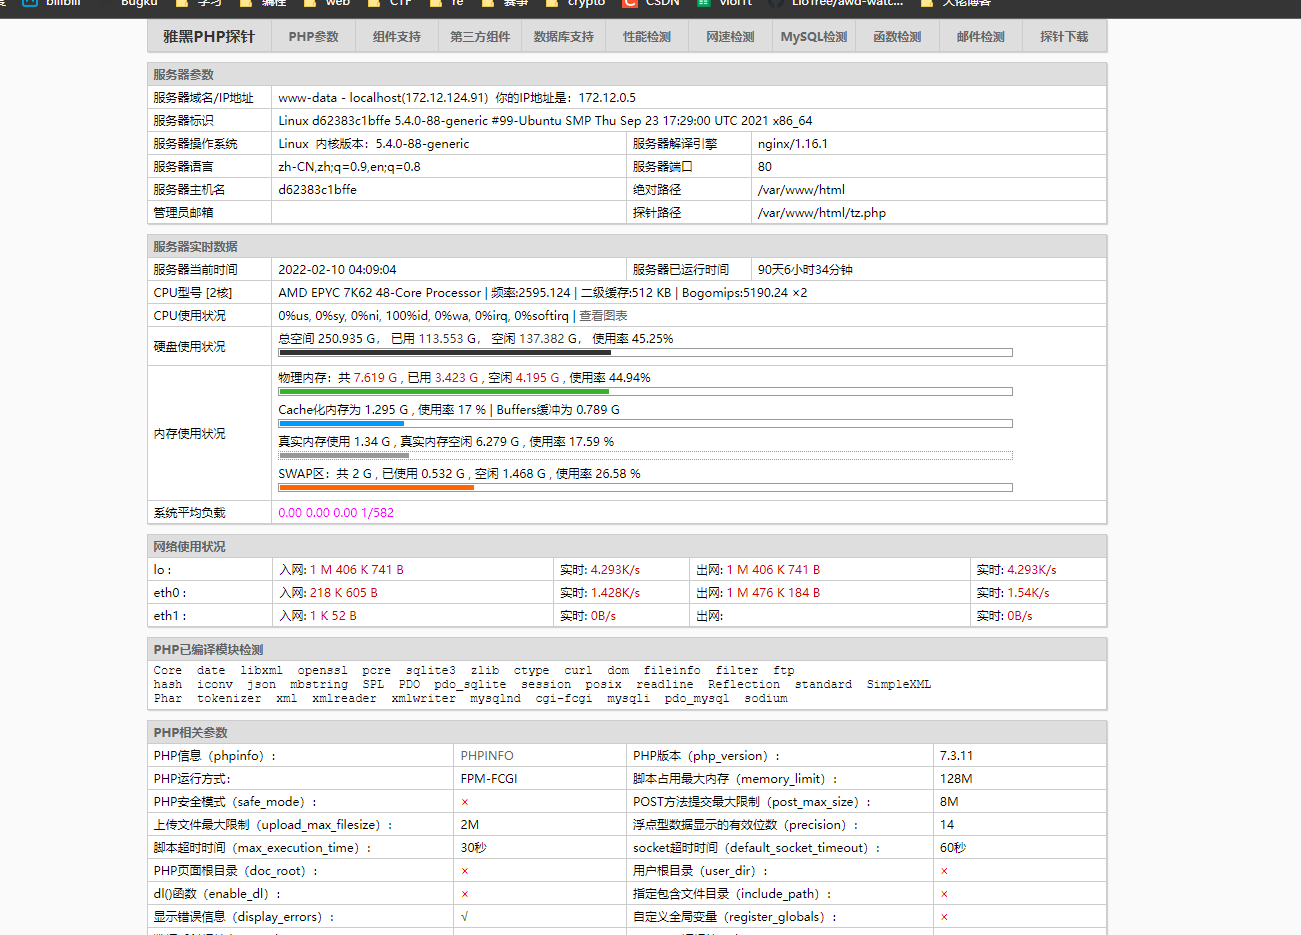 bilibili Bugku 学习 编程 web CTF re 赛事 crypto CSDN LioTree/awd-watc... 大佬博客
雅黑PHP探针 PHP参数 组件支持 第三方组件 数据库支持 性能检测 网速检测 MySQL检测 函数检测 邮件检测 探针下载
服务器参数
服务器域名/IP地址 www-data - localhost(172.12.124.91) 你的IP地址是：172.12.0.5
服务器标识 Linux d62383c1bffe 5.4.0-88-generic #99-Ubuntu SMP Thu Sep 23 17:29:00 UTC 2021 x86_64
服务器操作系统 Linux 内核版本：5.4.0-88-generic 服务器解译引擎 nginx/1.16.1
服务器语言 zh-CN,zh;q=0.9,en;q=0.8 服务器端口 80
服务器主机名 d62383c1bffe 绝对路径 /var/www/html
管理员邮箱 探针路径 /var/www/html/tz.php
服务器实时数据
服务器当前时间 2022-02-10 04:09:04 服务器已运行时间 90天6小时34分钟
CPU型号 [2核] AMD EPYC 7K62 48-Core Processor | 频率:2595.124 | 二级缓存:512 KB | Bogomips:5190.24 ×2
CPU使用状况 0%us, 0%sy, 0%ni, 100%id, 0%wa, 0%irq, 0%softirq | 查看图表
硬盘使用状况 总空间 250.935 G， 已用 113.553 G， 空闲 137.382 G， 使用率 45.25%
内存使用状况 物理内存：共 7.619 G , 已用 3.423 G , 空闲 4.195 G , 使用率 44.94%
Cache化内存为 1.295 G , 使用率 17 % | Buffers缓冲为 0.789 G
真实内存使用 1.34 G , 真实内存空闲 6.279 G , 使用率 17.59 %
SWAP区：共 2 G , 已使用 0.532 G , 空闲 1.468 G , 使用率 26.58 %
系统平均负载 0.00 0.00 0.00 1/582
网络使用状况
lo : 入网: 1 M 406 K 741 B 实时: 4.293K/s 出网: 1 M 406 K 741 B 实时: 4.293K/s
eth0 : 入网: 218 K 605 B 实时: 1.428K/s 出网: 1 M 476 K 184 B 实时: 1.54K/s
eth1 : 入网: 1 K 52 B 实时: 0B/s 出网: 实时: 0B/s
PHP已编译模块检测
Core date libxml openssl pcre sqlite3 zlib ctype curl dom fileinfo filter ftp
hash iconv json mbstring SPL PDO pdo_sqlite session posix readline Reflection standard SimpleXML
Phar tokenizer xml xmlreader xmlwriter mysqlnd cgi-fcgi mysqli pdo_mysql sodium
PHP相关参数
PHP信息（phpinfo）: PHPINFO PHP版本（php_version）: 7.3.11
PHP运行方式: FPM-FCGI 脚本占用最大内存（memory_limit）: 128M
PHP安全模式（safe_mode）: × POST方法提交最大限制（post_max_size）: 8M
上传文件最大限制（upload_max_filesize）: 2M 浮点型数据显示的有效位数（precision）: 14
脚本超时时间（max_execution_time）: 30秒 socket超时时间（default_socket_timeout）: 60秒
PHP页面根目录（doc_root）: × 用户根目录（user_dir）: ×
dl()函数（enable_dl）: × 指定包含文件目录（include_path）: ×
显示错误信息（display_errors）: √ 自定义全局变量（register_globals）: ×